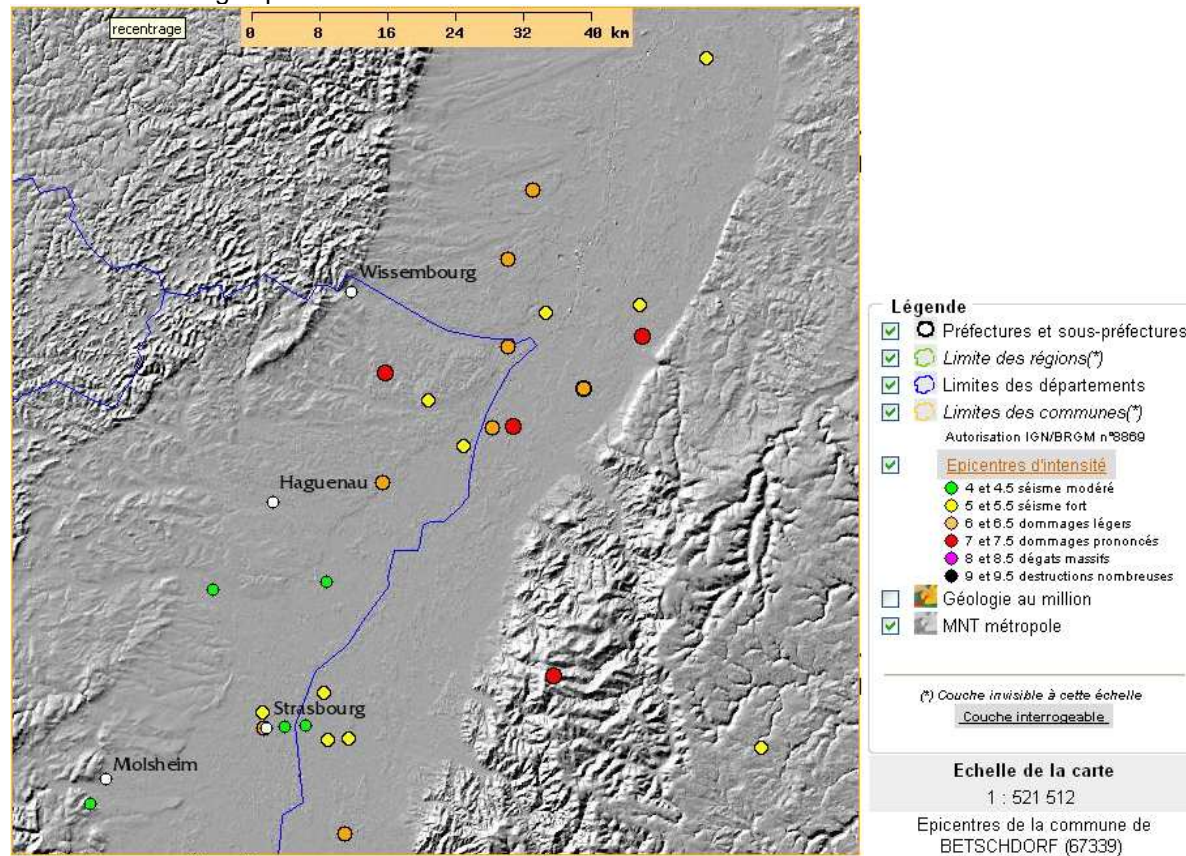 recentrage
0 8 16 24 32 40 km
Wissembourg
Haguenau
Strasbourg
Molsheim
Légende
Préfectures et sous-préfectures
Limite des régions(*)
Limites des départements
Limites des communes(*)
Autorisation IGN/BRGM n°8869
Epicentres d'intensité
4 et 4.5 séisme modéré
5 et 5.5 séisme fort
6 et 6.5 dommages légers
7 et 7.5 dommages prononcés
8 et 8.5 dégats massifs
9 et 9.5 destructions nombreuses
Géologie au million
MNT métropole
(*) Couche invisible à cette échelle
Couche interrogeable
Echelle de la carte
1 : 521 512
Epicentres de la commune de
BETSCHDORF (67339)